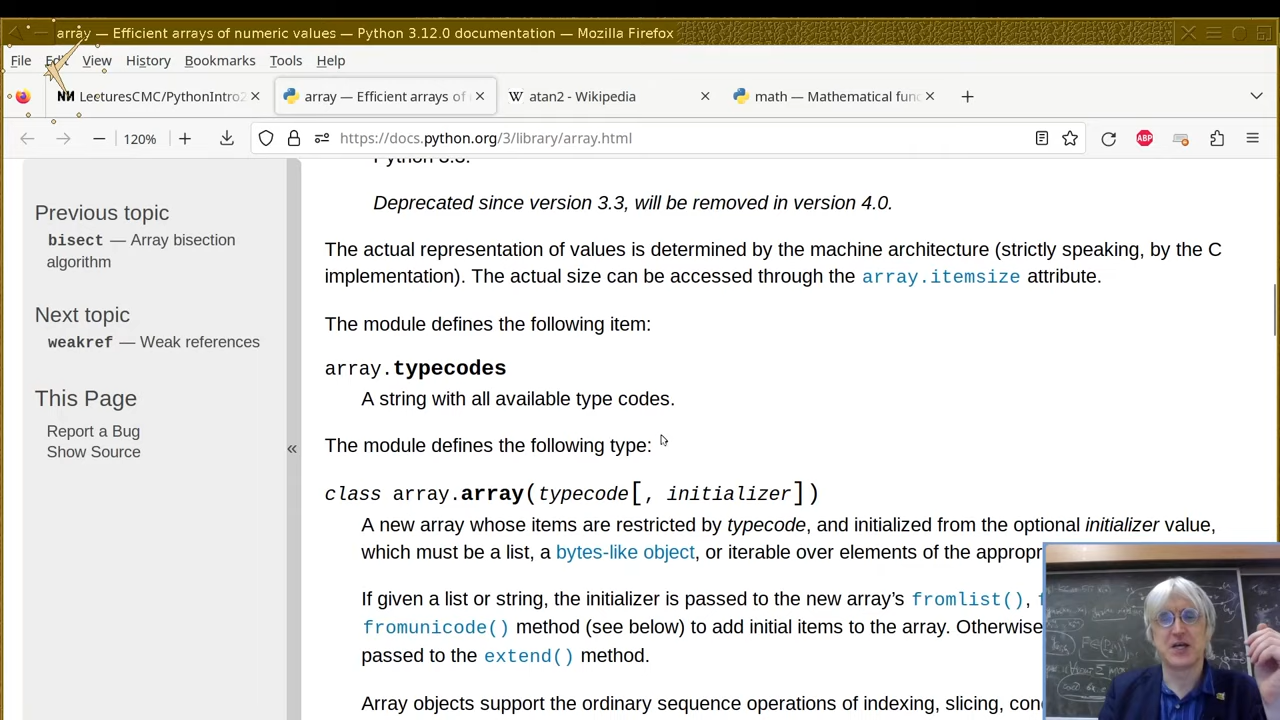 array — Efficient arrays of numeric values — Python 3.12.0 documentation — Mozilla Firefox
File Edit View History Bookmarks Tools Help
LecturesCMC/PythonIntro2 array — Efficient arrays of atan2 - Wikipedia math — Mathematical fun
120% https://docs.python.org/3/library/array.html ABP
Python 3.3.
Deprecated since version 3.3, will be removed in version 4.0.
The actual representation of values is determined by the machine architecture (strictly speaking, by the C
implementation). The actual size can be accessed through the array.itemsize attribute.
The module defines the following item:
array.typecodes
A string with all available type codes.
The module defines the following type:
class array.array(typecode[, initializer])
A new array whose items are restricted by typecode, and initialized from the optional initializer value,
which must be a list, a bytes-like object, or iterable over elements of the appropr
If given a list or string, the initializer is passed to the new array's fromlist(),
fromunicode() method (see below) to add initial items to the array. Otherwise
passed to the extend() method.
Array objects support the ordinary sequence operations of indexing, slicing, con
Previous topic
bisect — Array bisection
algorithm
Next topic
weakref — Weak references
This Page
Report a Bug
Show Source
«